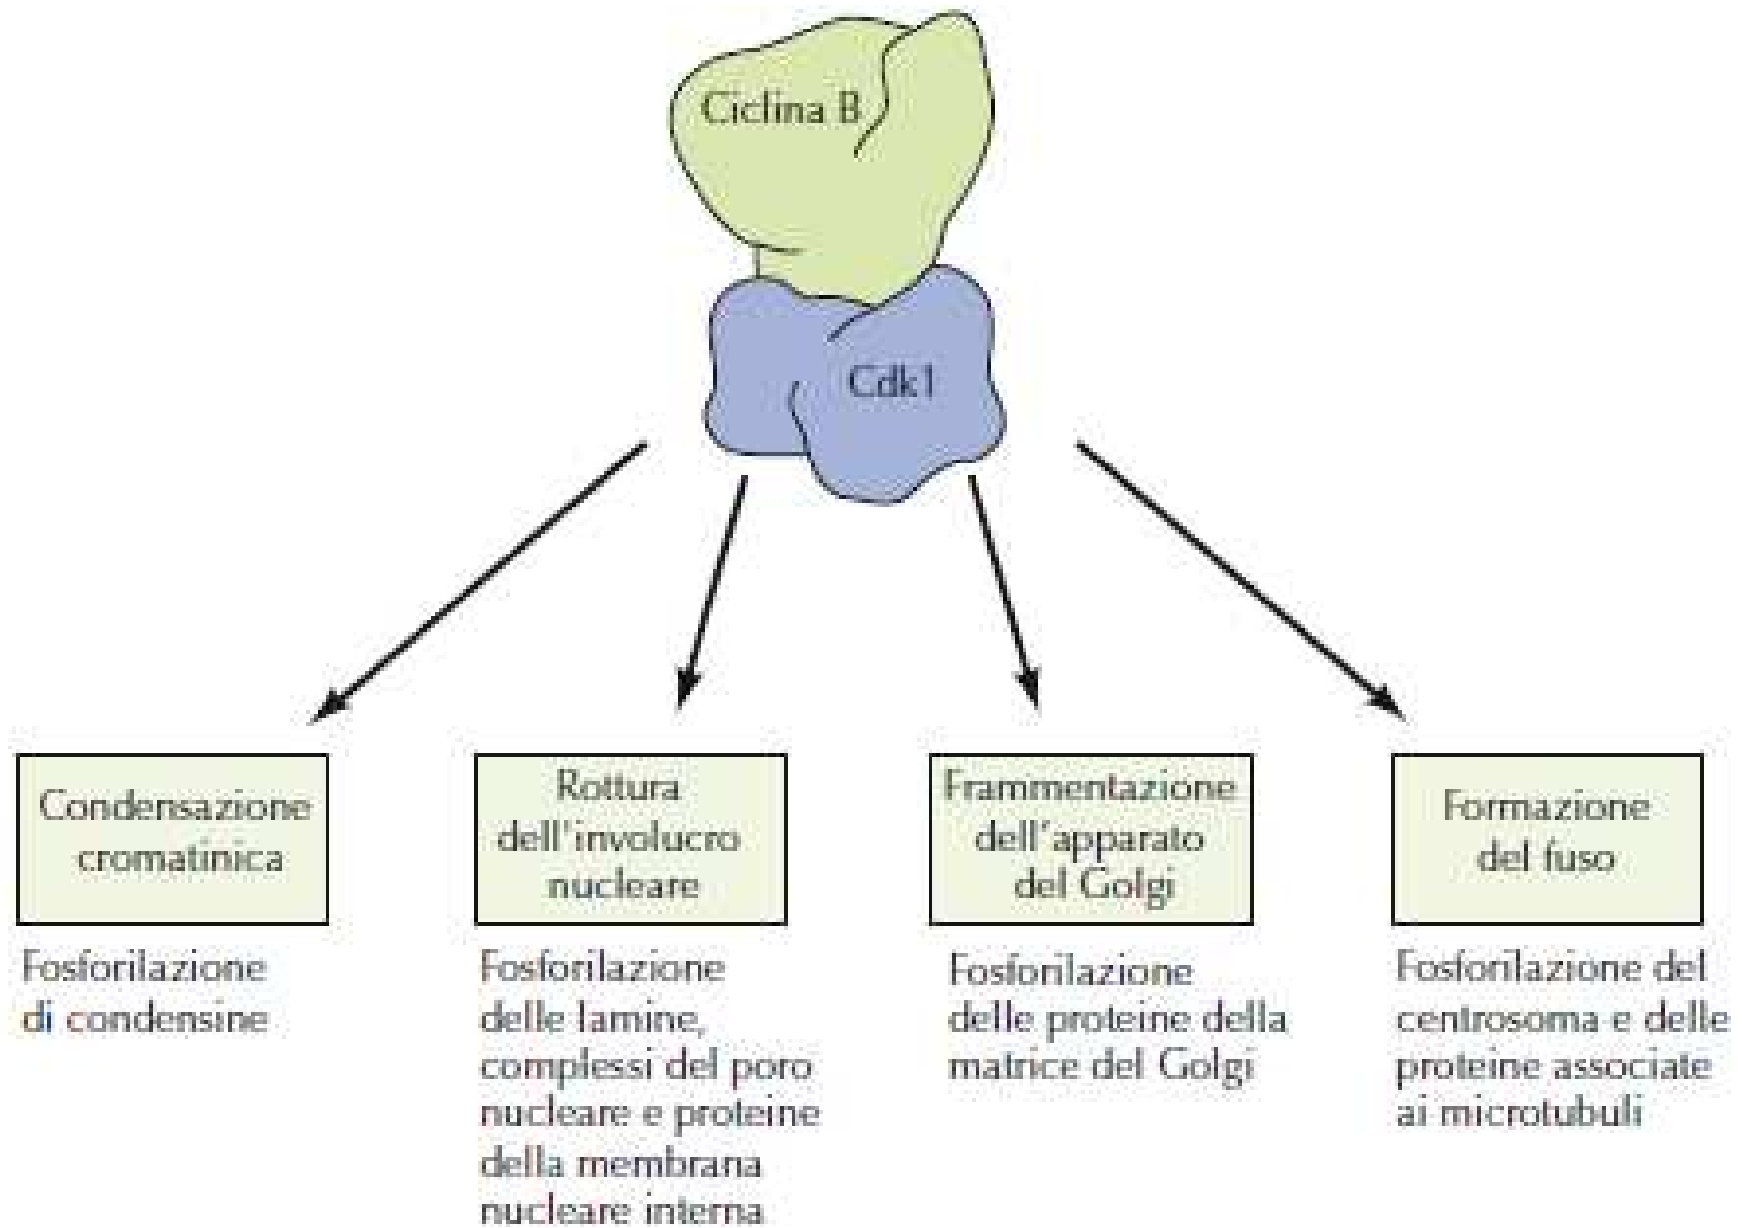 Ciclina B
Cdk1
Condensazione
cromatinica
Fosforilazione
di condensine
Rottura
dell'involucro
nucleare
Fosforilazione
delle lamine,
complessi del poro
nucleare e proteine
della membrana
nucleare interna
Frammentazione
dell'apparato
del Golgi
Fosforilazione
delle proteine della
matrice del Golgi
Formazione
del fuso
Fosforilazione del
centrosoma e delle
proteine associate
ai microtubuli